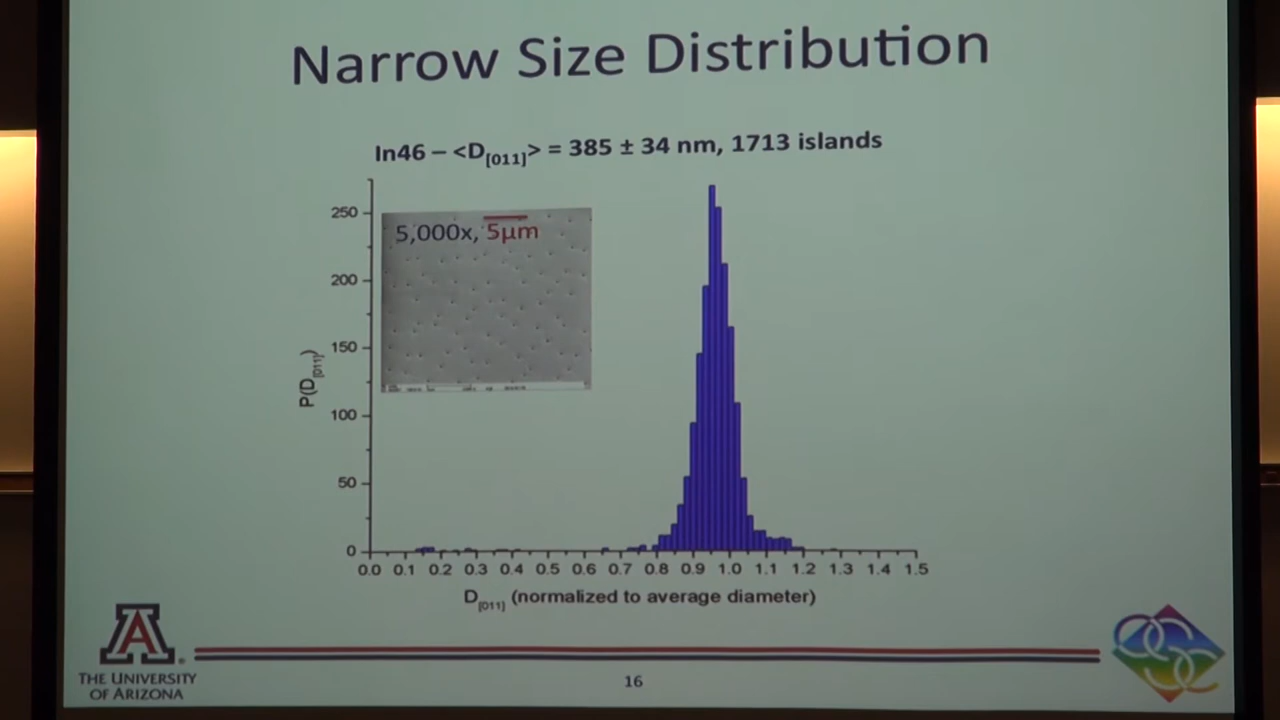 Narrow Size Distribution
In46 – <D[011]> = 385 ± 34 nm, 1713 islands
5,000x, 5μm
P(D[011])
250
200
150
100
50
0
0.0 0.1 0.2 0.3 0.4 0.5 0.6 0.7 0.8 0.9 1.0 1.1 1.2 1.3 1.4 1.5
D[011] (normalized to average diameter)
A
THE UNIVERSITY
OF ARIZONA
16
OSC